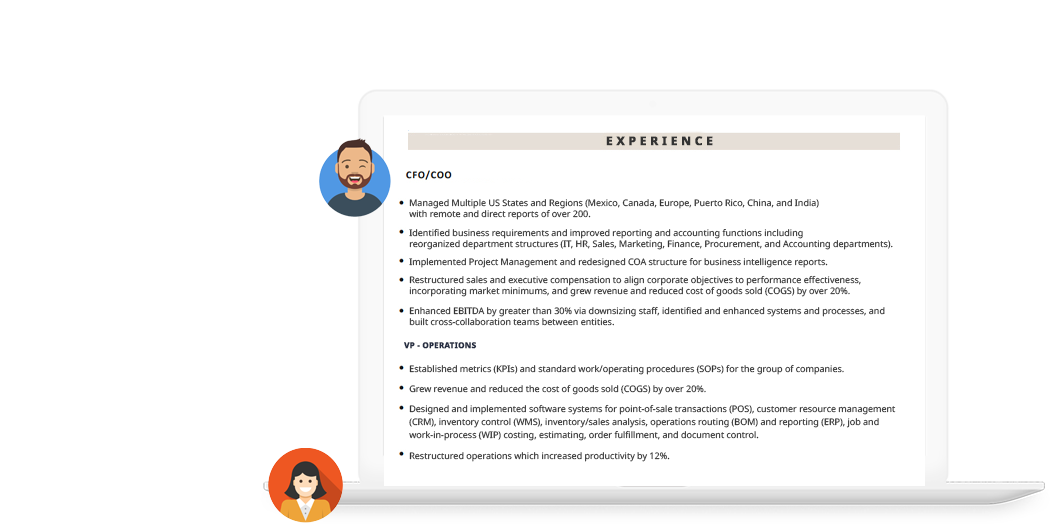 EXPERIENCE
CFO/COO
• Managed Multiple US States and Regions (Mexico, Canada, Europe, Puerto Rico, China, and India)
with remote and direct reports of over 200.
• Identified business requirements and improved reporting and accounting functions including
reorganized department structures (IT, HR, Sales, Marketing, Finance, Procurement, and Accounting departments).
• Implemented Project Management and redesigned COA structure for business intelligence reports.
• Restructured sales and executive compensation to align corporate objectives to performance effectiveness,
incorporating market minimums, and grew revenue and reduced cost of goods sold (COGS) by over 20%.
• Enhanced EBITDA by greater than 30% via downsizing staff, identified and enhanced systems and processes, and
built cross-collaboration teams between entities.
VP - OPERATIONS
• Established metrics (KPIs) and standard work/operating procedures (SOPs) for the group of companies.
• Grew revenue and reduced the cost of goods sold (COGS) by over 20%.
• Designed and implemented software systems for point-of-sale transactions (POS), customer resource management
(CRM), inventory control (WMS), inventory/sales analysis, operations routing (BOM) and reporting (ERP), job and
work-in-process (WIP) costing, estimating, order fulfillment, and document control.
• Restructured operations which increased productivity by 12%.